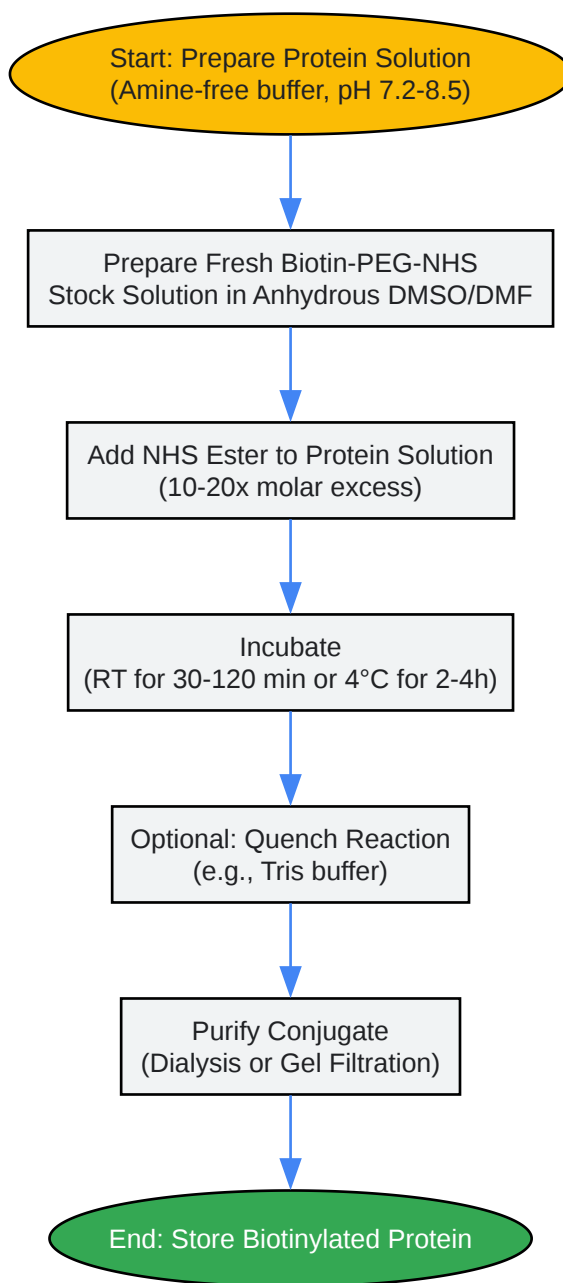 Start: Prepare Protein Solution
(Amine-free buffer, pH 7.2-8.5)
Prepare Fresh Biotin-PEG-NHS
Stock Solution in Anhydrous DMSO/DMF
Add NHS Ester to Protein Solution
(10-20x molar excess)
Incubate
(RT for 30-120 min or 4°C for 2-4h)
Optional: Quench Reaction
(e.g., Tris buffer)
Purify Conjugate
(Dialysis or Gel Filtration)
End: Store Biotinylated Protein